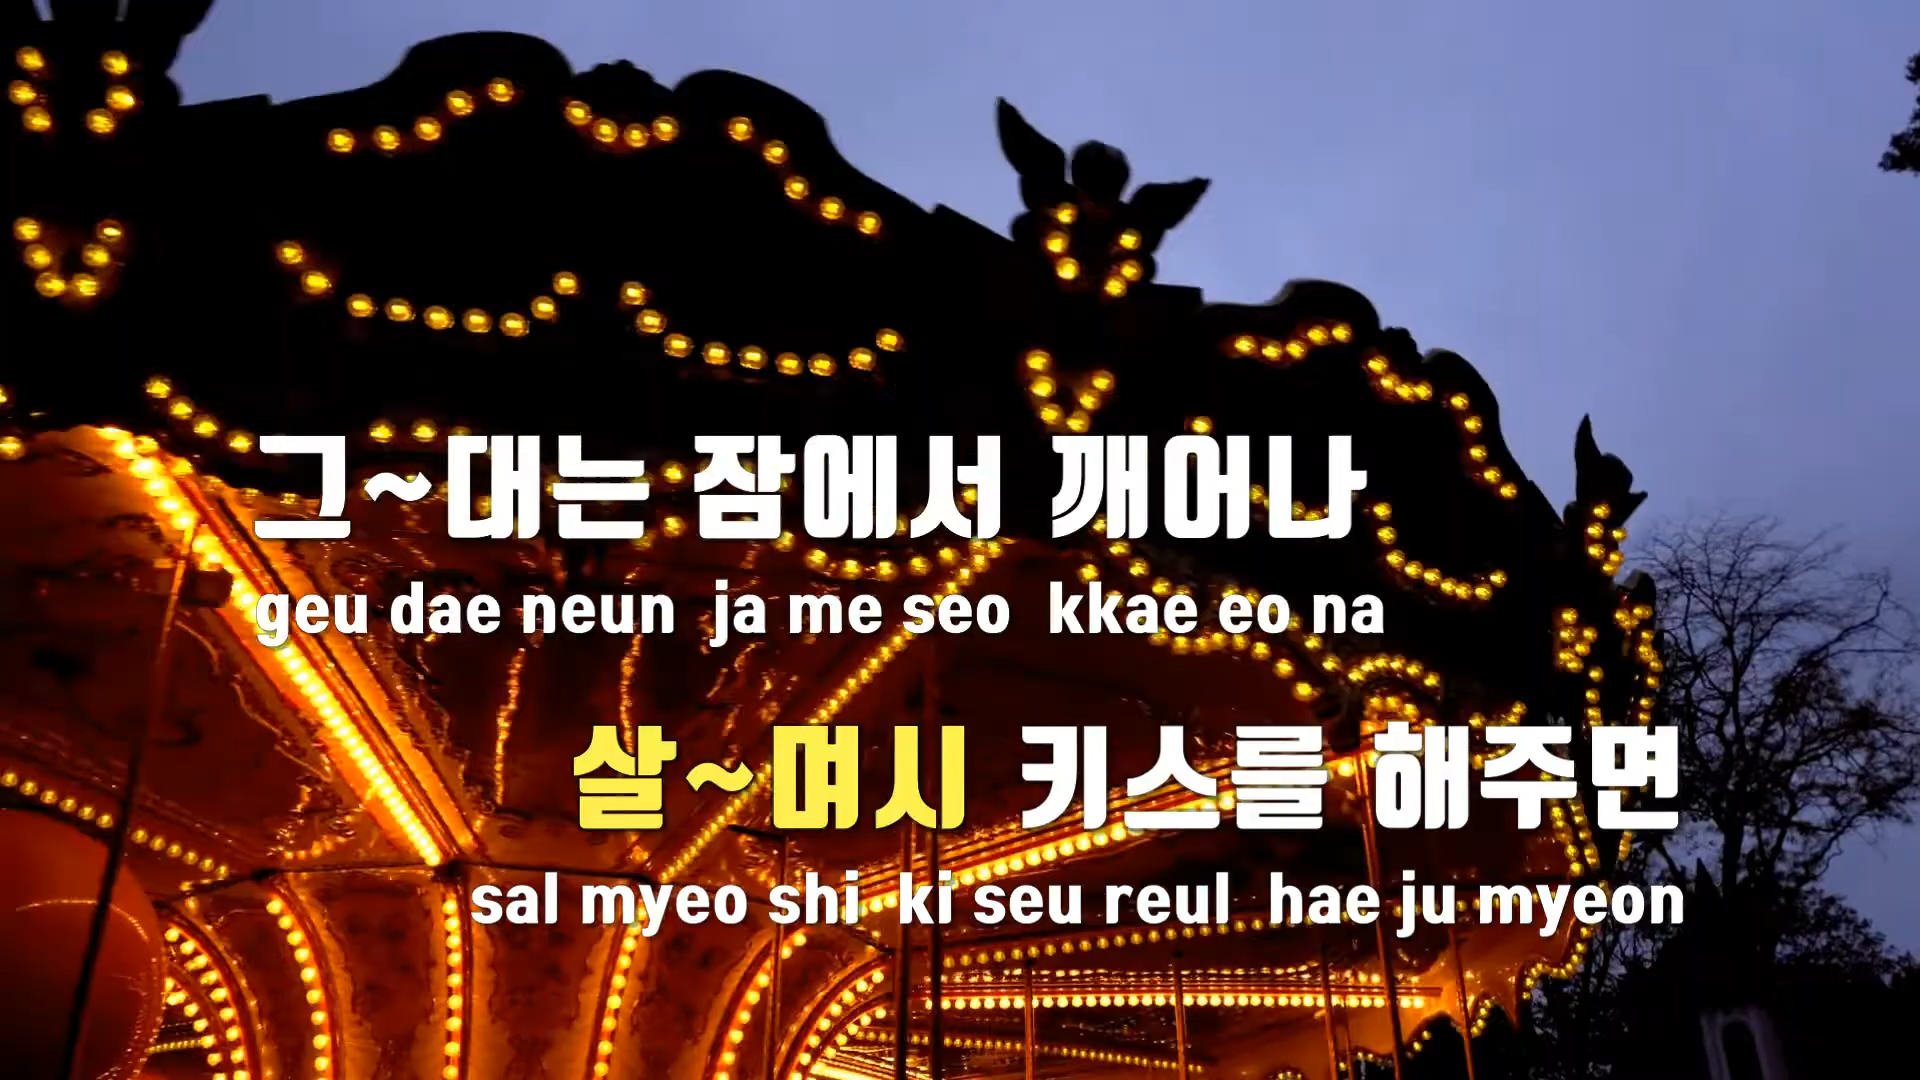 그~대는 잠에서 깨어나
geu dae neun ja me seo kkae eo na
살~며시 키스를 해주면
sal myeo shi ki seu reul hae ju myeon